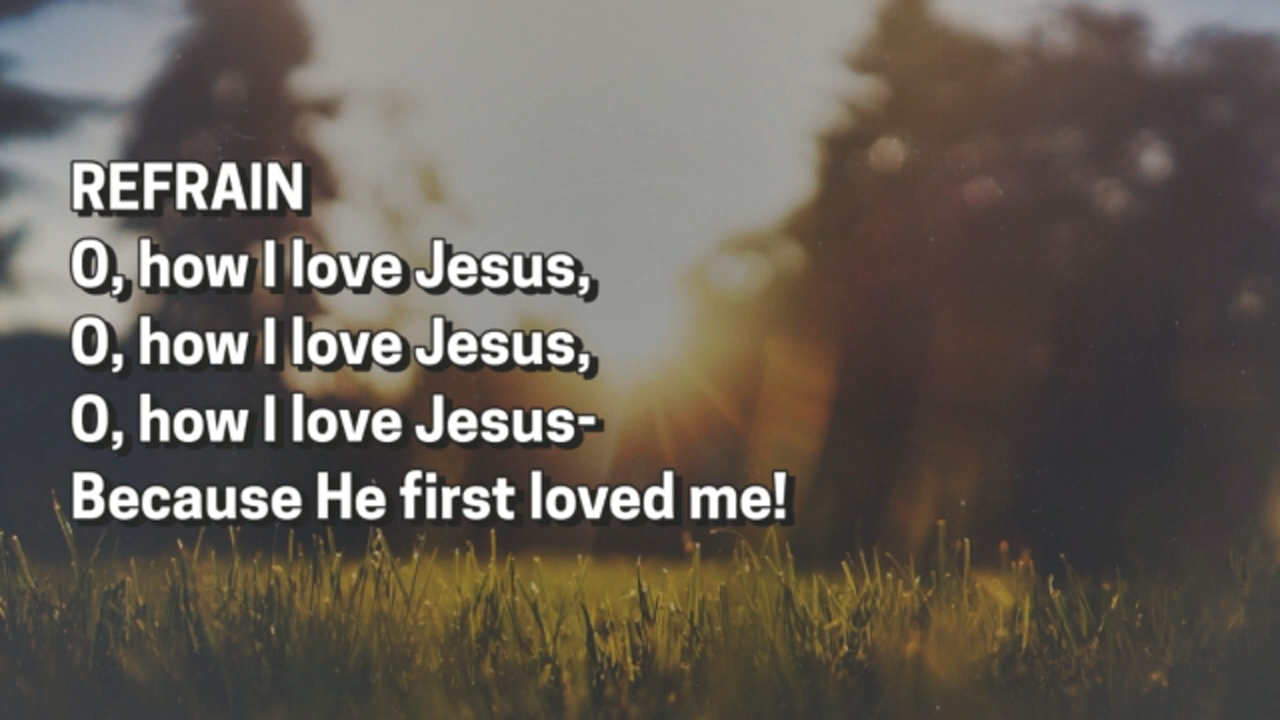 REFRAIN
O, how I love Jesus,
O, how I love Jesus,
O, how I love Jesus-
Because He first loved me!